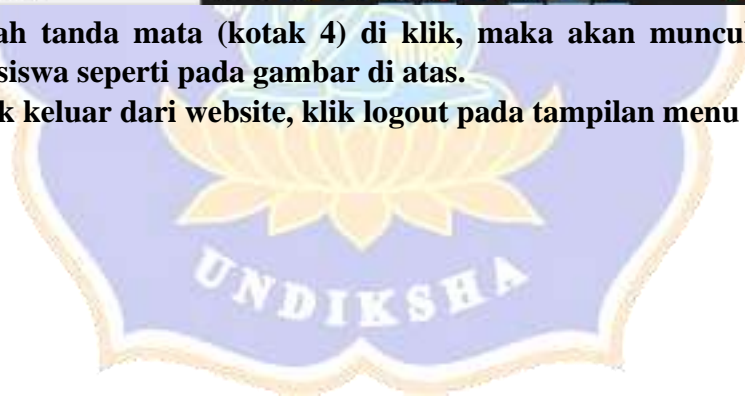 ah tanda mata (kotak 4) di klik, maka akan muncu
siswa seperti pada gambar di atas.
k keluar dari website, klik logout pada tampilan menu
UNDIKSHA